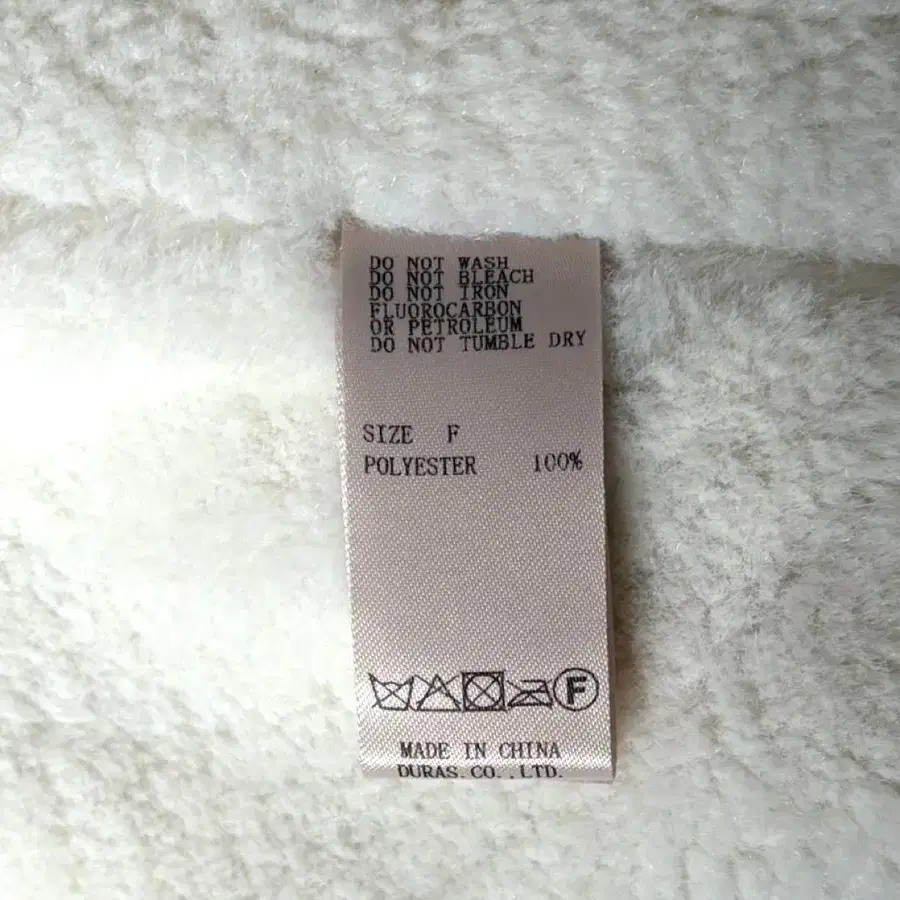 DO NOT WASH
DO NOT BLEACH
DO NOT IRON
FLUOROCARBON
OR PETROLEUM
DO NOT TUMBLE DRY
SIZE F
POLYESTER 100%
F
MADE IN CHINA
DURAS.CO.,LTD.